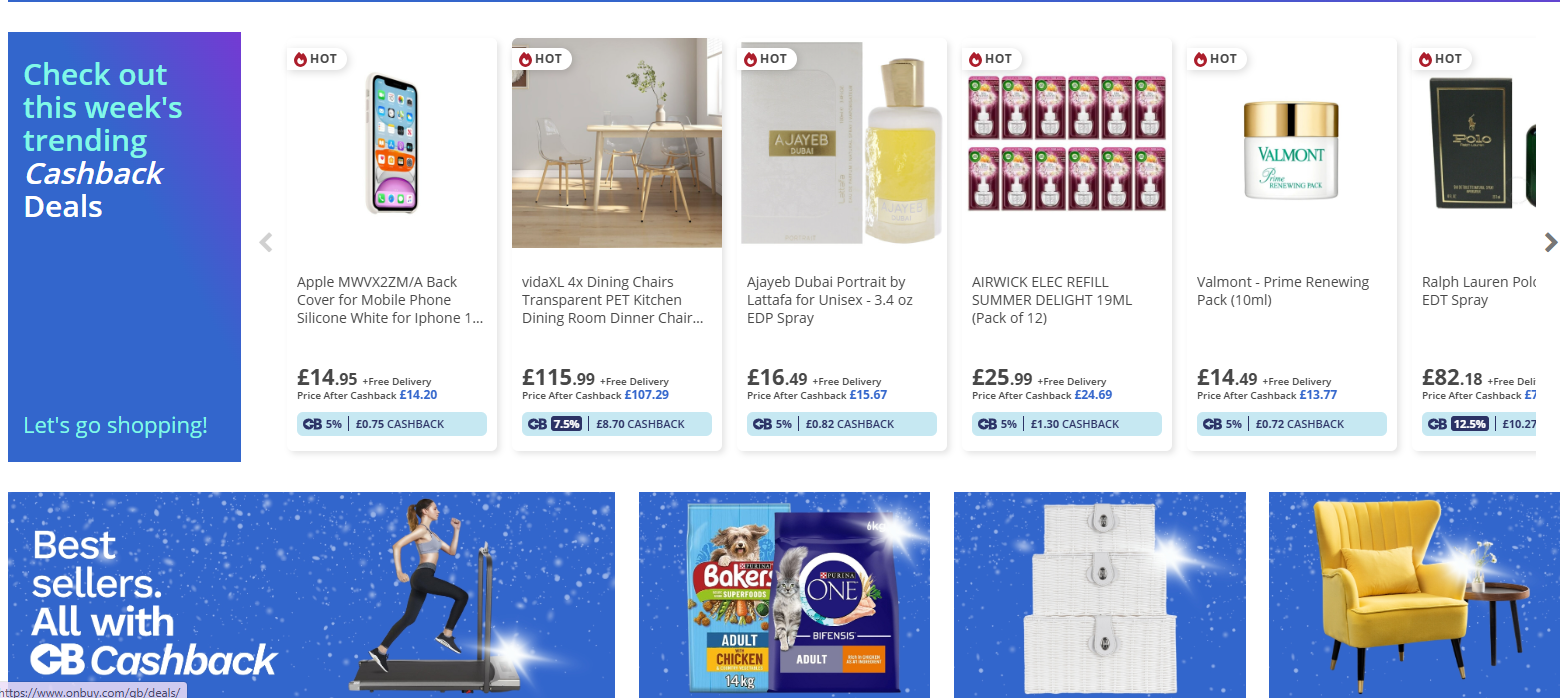 Check out
this week's
trending
Cashback
Deals
Let's go shopping!
HOT
Apple MWVX2ZM/A Back
Cover for Mobile Phone
Silicone White for Iphone 1...
£14.95 +Free Delivery
Price After Cashback £14.20
CB 5% | £0.75 CASHBACK
HOT
vidaXL 4x Dining Chairs
Transparent PET Kitchen
Dining Room Dinner Chair...
£115.99 +Free Delivery
Price After Cashback £107.29
CB 7.5% | £8.70 CASHBACK
HOT
AJAYEB
DUBAI
AJAYEB
DUBAI
Ajayeb Dubai Portrait by
Lattafa for Unisex - 3.4 oz
EDP Spray
£16.49 +Free Delivery
Price After Cashback £15.67
CB 5% | £0.82 CASHBACK
HOT
AIRWICK ELEC REFILL
SUMMER DELIGHT 19ML
(Pack of 12)
£25.99 +Free Delivery
Price After Cashback £24.69
CB 5% | £1.30 CASHBACK
HOT
VALMONT
Prime
RENEWING PACK
Valmont - Prime Renewing
Pack (10ml)
£14.49 +Free Delivery
Price After Cashback £13.77
CB 5% | £0.72 CASHBACK
HOT
Polo
Ralph Lauren Polo
EDT Spray
£82.18 +Free Deli
Price After Cashback £7
CB 12.5% | £10.27
Best
sellers.
All with
CB Cashback
PURINA
Bakers
SUPERFOODS
ADULT
WITH
CHICKEN
14kg
6kg
PURINA
ONE
BIFENSIS
ADULT
https://www.onbuy.com/gb/deals/